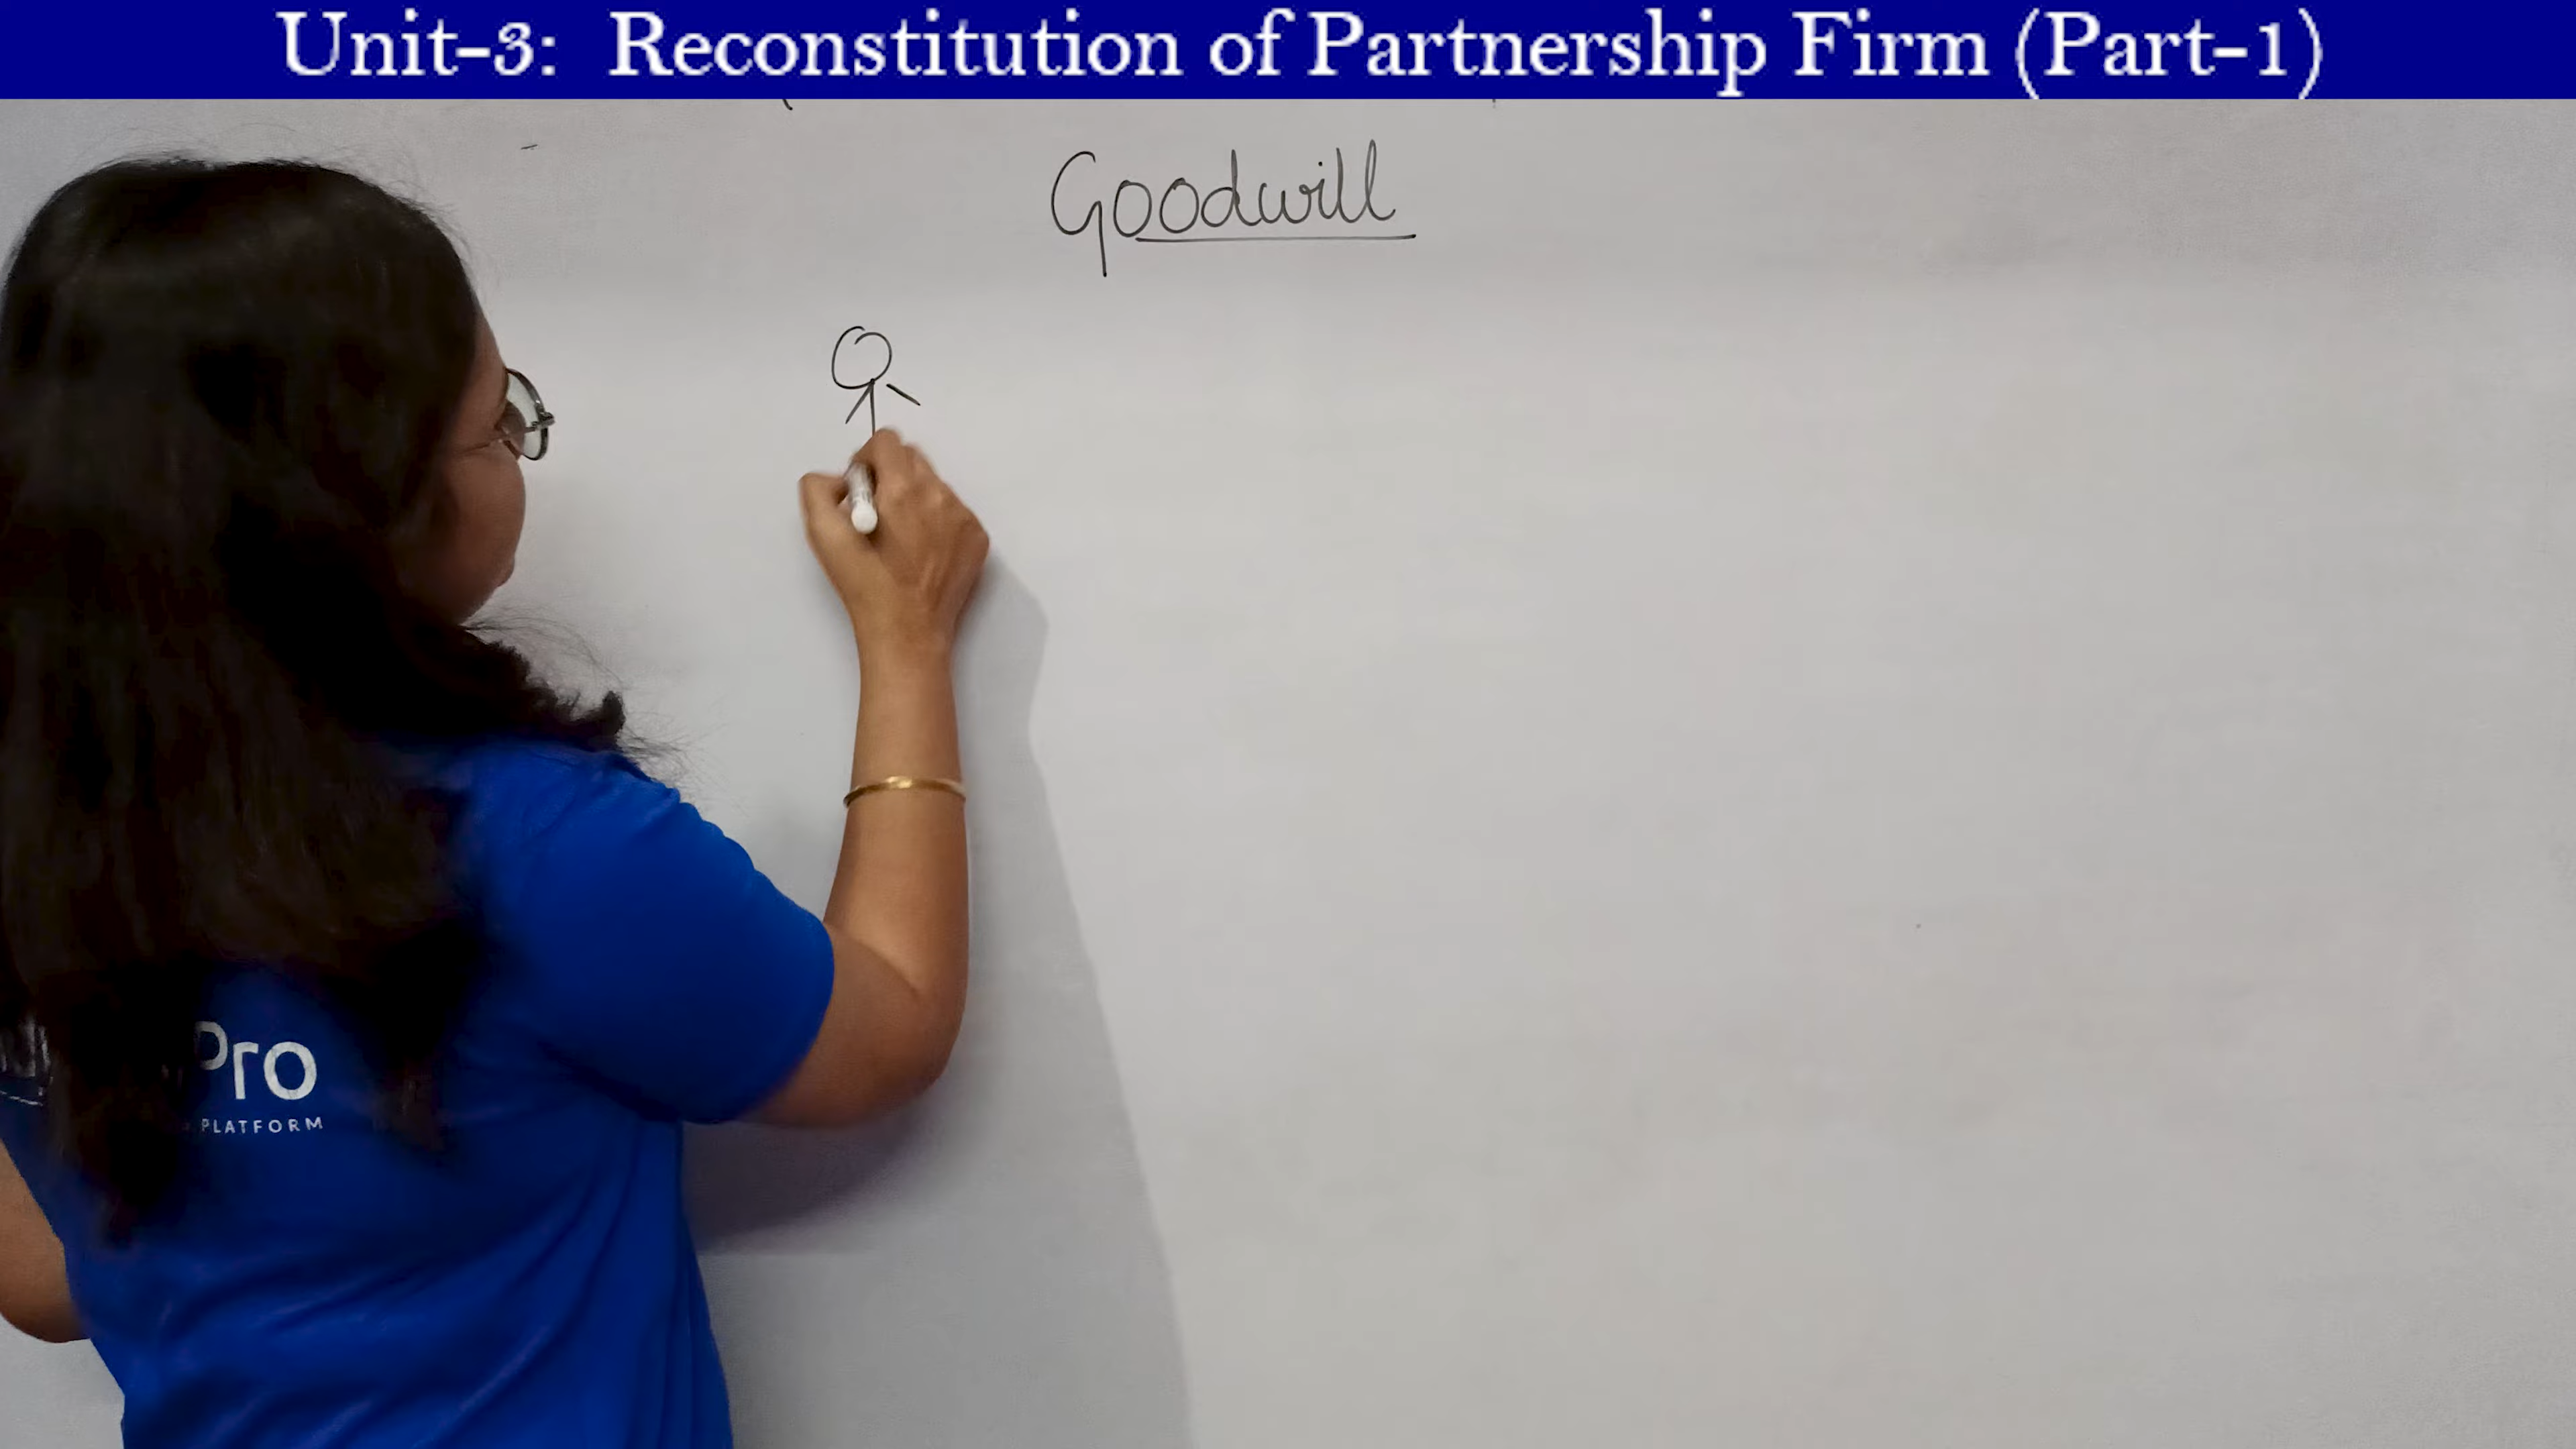 Unit-3: Reconstitution of Partnership Firm (Part-1)
Goodwill
Pro
PLATFORM